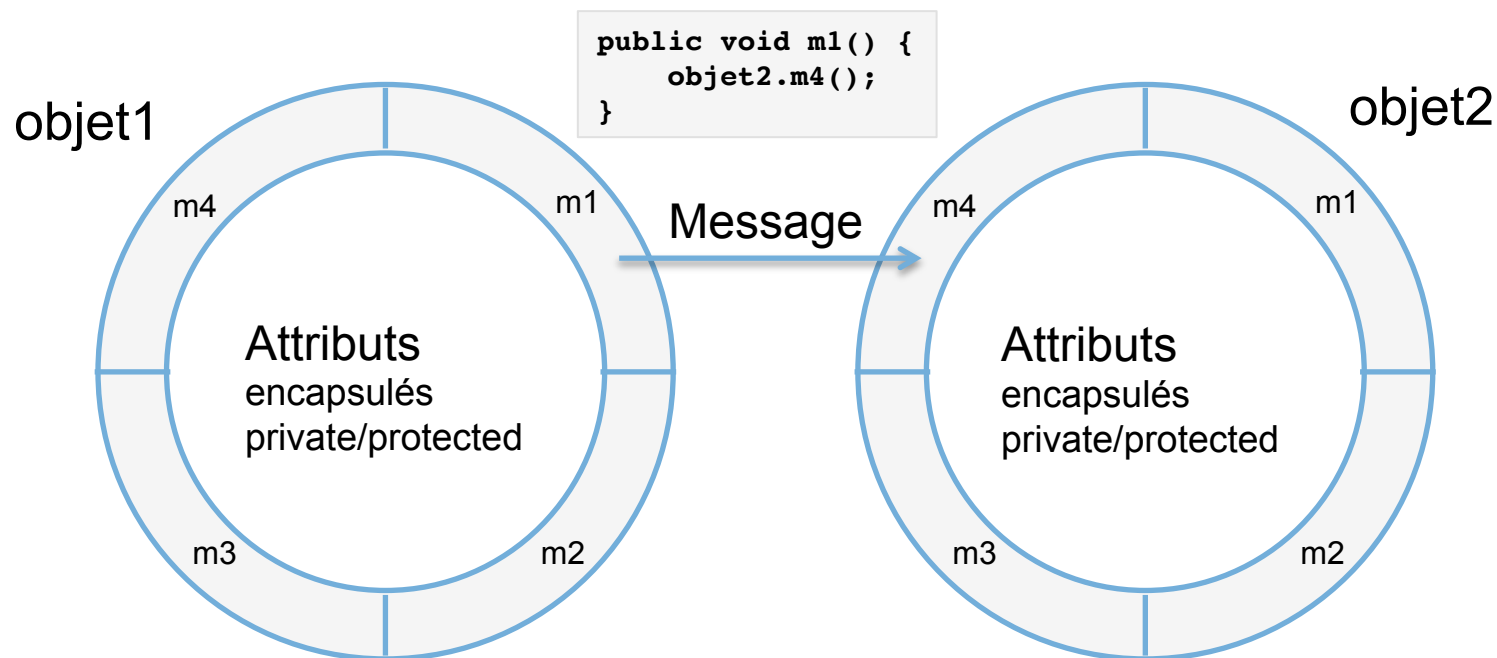 public void m1() {
    objet2.m4();
}
objet1
objet2
m4
m1
Message
m4
m1
Attributs
encapsulés
private/protected
Attributs
encapsulés
private/protected
m3
m2
m3
m2